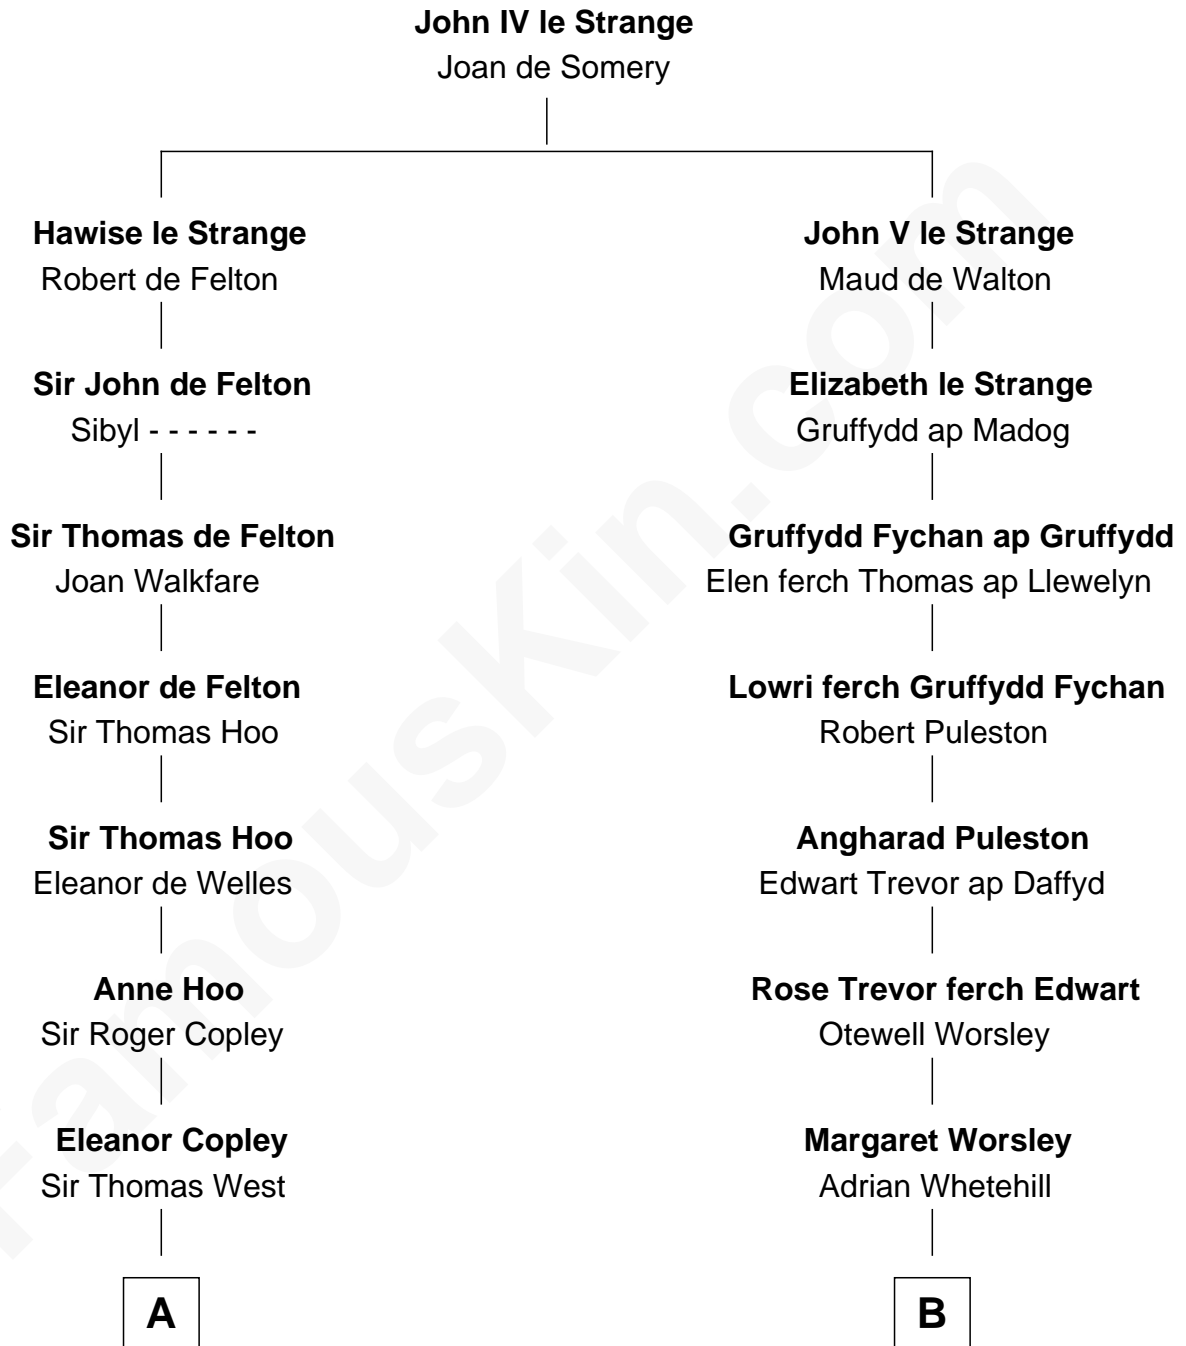 John IV le Strange
Joan de Somery
Hawise le Strange
Robert de Felton
John V le Strange
Maud de Walton
Sir John de Felton
Sibyl - - - - - -
Elizabeth le Strange
Gruffydd ap Madog
Sir Thomas de Felton
Joan Walkfare
Gruffydd Fychan ap Gruffydd
Elen ferch Thomas ap Llewelyn
Eleanor de Felton
Sir Thomas Hoo
Lowri ferch Gruffydd Fychan
Robert Puleston
Sir Thomas Hoo
Eleanor de Welles
Angharad Puleston
Edwart Trevor ap Daffyd
Anne Hoo
Sir Roger Copley
Rose Trevor ferch Edwart
Otewell Worsley
Eleanor Copley
Sir Thomas West
Margaret Worsley
Adrian Whetehill
A
B
FamousKin.com